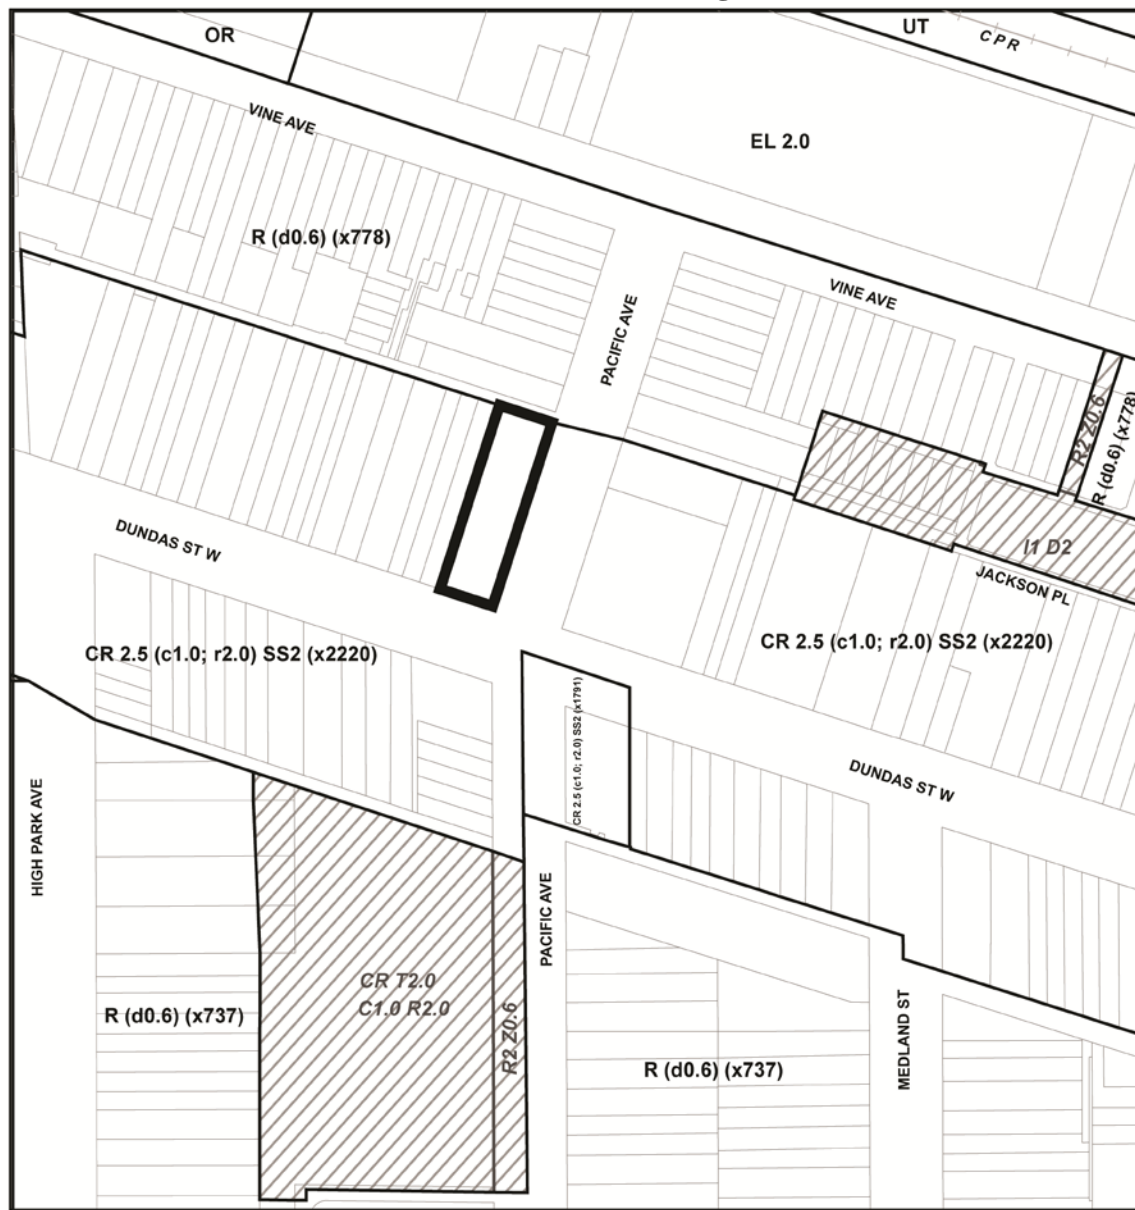 OR
UT
CPR
VINE AVE
EL 2.0
R (d0.6) (x778)
VINE AVE
PACIFIC AVE
R2 Z0.6
R (d0.6) (x778)
DUNDAS ST W
I1 D2
JACKSON PL
CR 2.5 (c1.0; r2.0) SS2 (x2220)
CR 2.5 (c1.0; r2.0) SS2 (x2220)
CR 2.5 (c1.0; r2.0) SS2 (x1791)
DUNDAS ST W
HIGH PARK AVE
PACIFIC AVE
CR T2.0
C1.0 R2.0
R (d0.6) (x737)
R2 Z0.6
R (d0.6) (x737)
MEDLAND ST